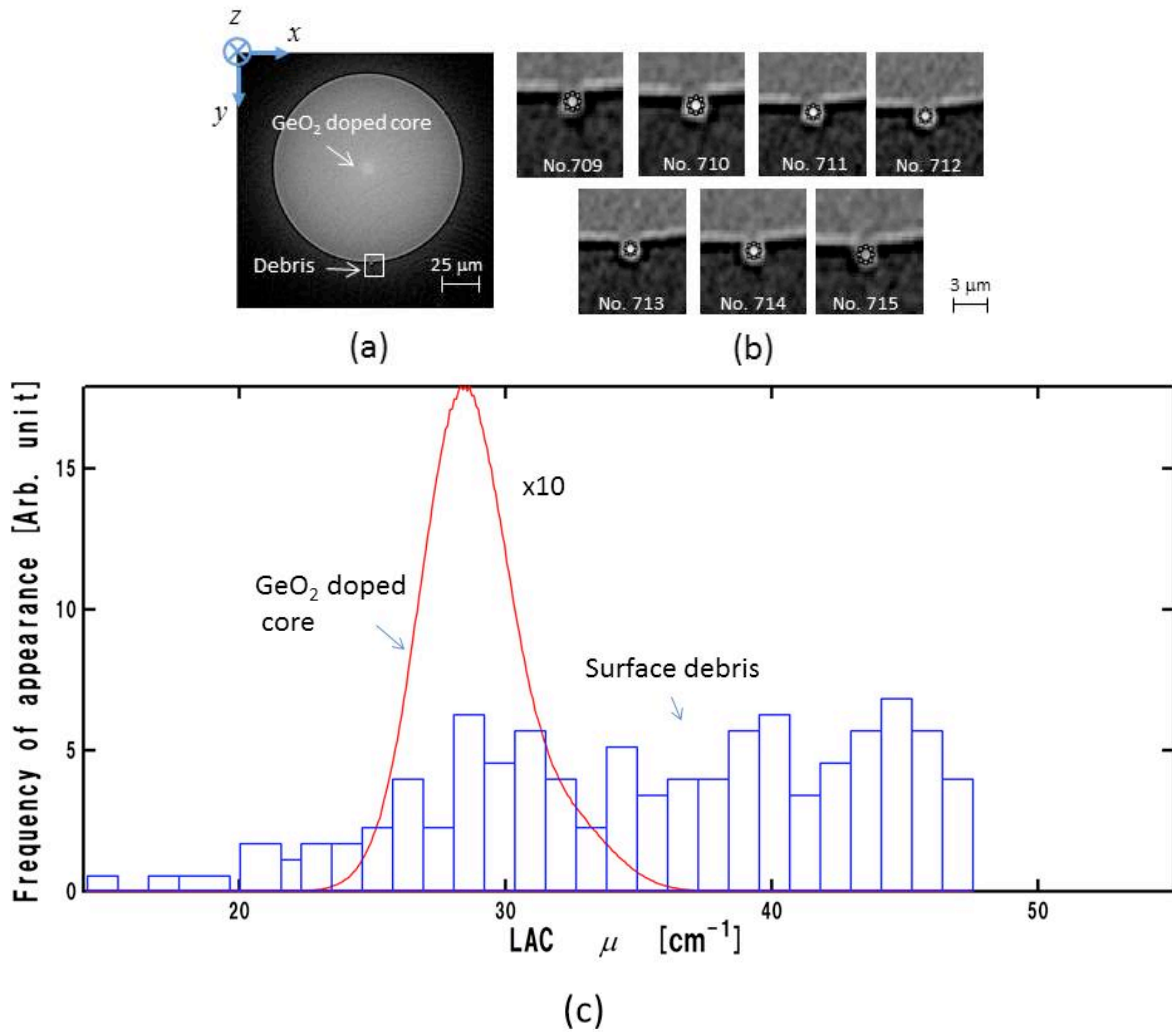 z
x
y
GeO₂ doped core
Debris
25 μm
(a)
No.709
No. 710
No. 711
No. 712
No. 713
No. 714
No. 715
3 μm
(b)
Frequency of appearance [Arb. unit]
15
10
5
0
x10
GeO₂ doped
core
Surface debris
20
30
40
50
LAC μ [cm⁻¹]
(c)